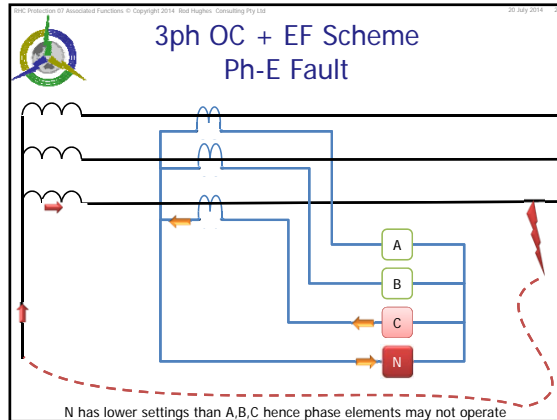 RHC Protection 07 Associated Functions © Copyright 2014 Rod Hughes Consulting Pty Ltd
20 July 2014
3ph OC + EF Scheme
Ph-E Fault
A
B
C
N
N has lower settings than A,B,C hence phase elements may not operate